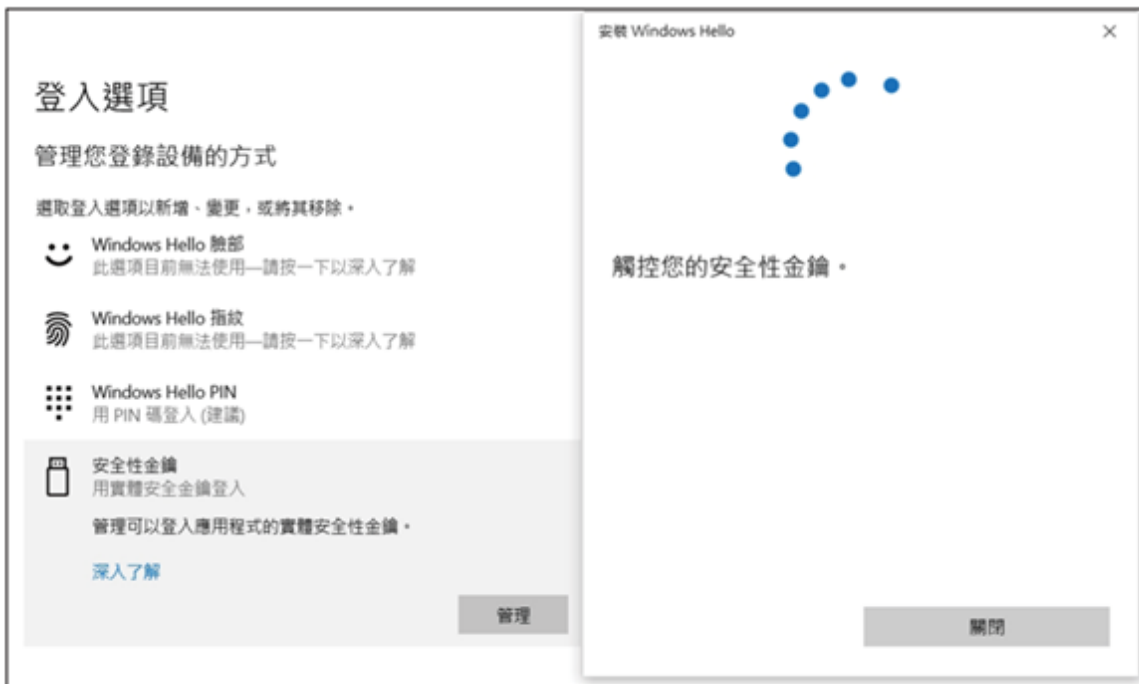 登入選項
管理您登錄設備的方式
選取登入選項以新增、變更，或將其移除。
Windows Hello 臉部
此選項目前無法使用—請按一下以深入了解
Windows Hello 指紋
此選項目前無法使用—請按一下以深入了解
Windows Hello PIN
用 PIN 碼登入 (建議)
安全性金鑰
用實體安全金鑰登入
管理可以登入應用程式的實體安全性金鑰。
深入了解
管理
安裝 Windows Hello
觸控您的安全性金鑰。
關閉